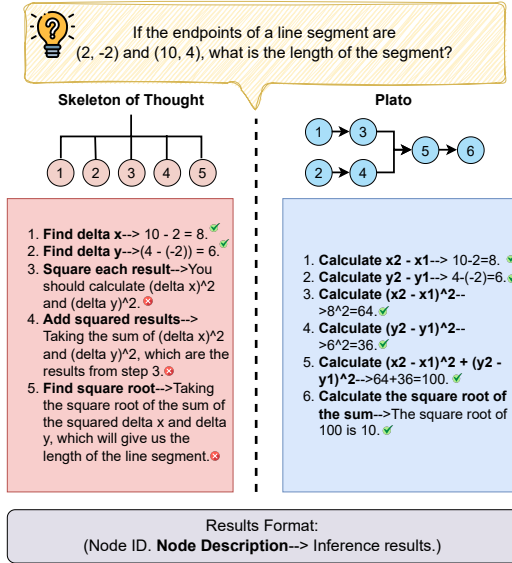 If the endpoints of a line segment are
(2, -2) and (10, 4), what is the length of the segment?
Skeleton of Thought
1 2 3 4 5
1. Find delta x--> 10 - 2 = 8.
2. Find delta y-->(4 - (-2)) = 6.
3. Square each result-->You
should calculate (delta x)^2
and (delta y)^2.
4. Add squared results-->
Taking the sum of (delta x)^2
and (delta y)^2, which are the
results from step 3.
5. Find square root-->Taking
the square root of the sum of
the squared delta x and delta
y, which will give us the
length of the line segment.
Plato
1 3
5 6
2 4
1. Calculate x2 - x1--> 10-2=8.
2. Calculate y2 - y1--> 4-(-2)=6.
3. Calculate (x2 - x1)^2--
>8^2=64.
4. Calculate (y2 - y1)^2--
>6^2=36.
5. Calculate (x2 - x1)^2 + (y2 -
y1)^2-->64+36=100.
6. Calculate the square root of
the sum-->The square root of
100 is 10.
Results Format:
(Node ID. Node Description--> Inference results.)